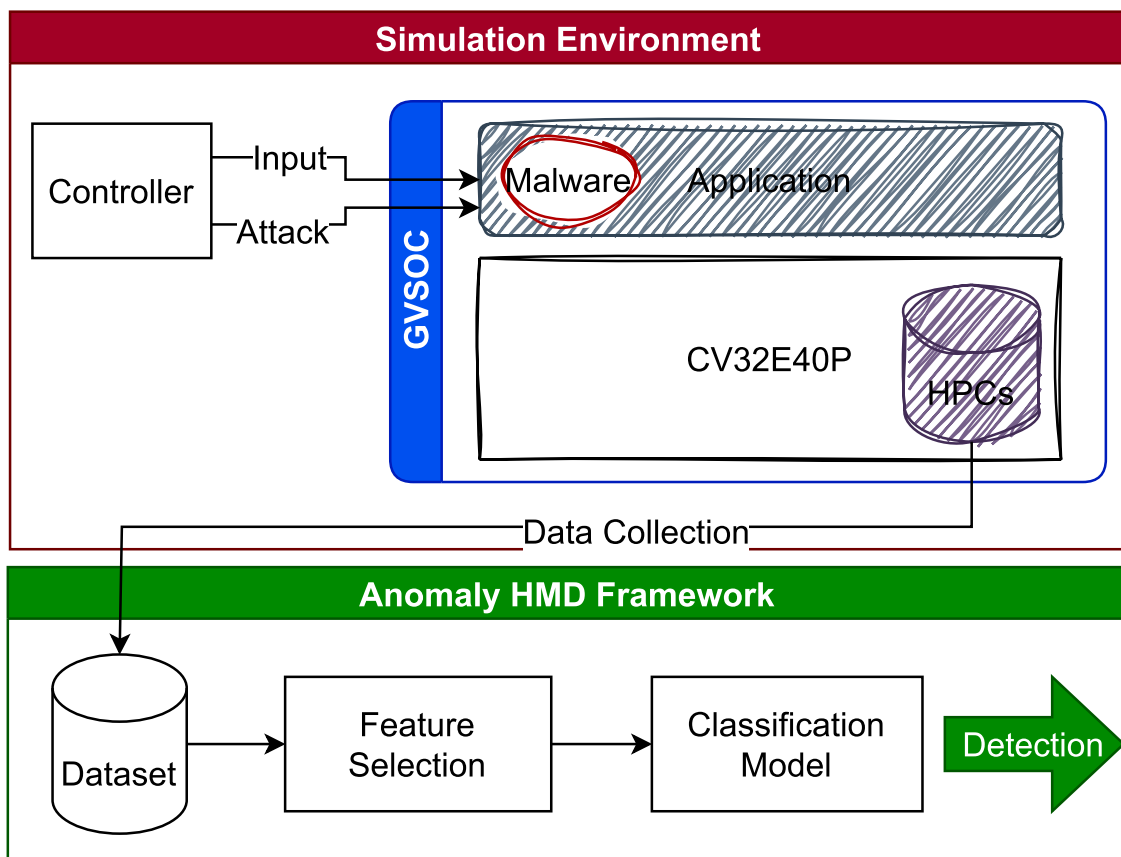 Simulation Environment
Controller
Input
Attack
GVSOC
Malware
Application
CV32E40P
HPCs
Data Collection
Anomaly HMD Framework
Dataset
Feature
Selection
Classification
Model
Detection